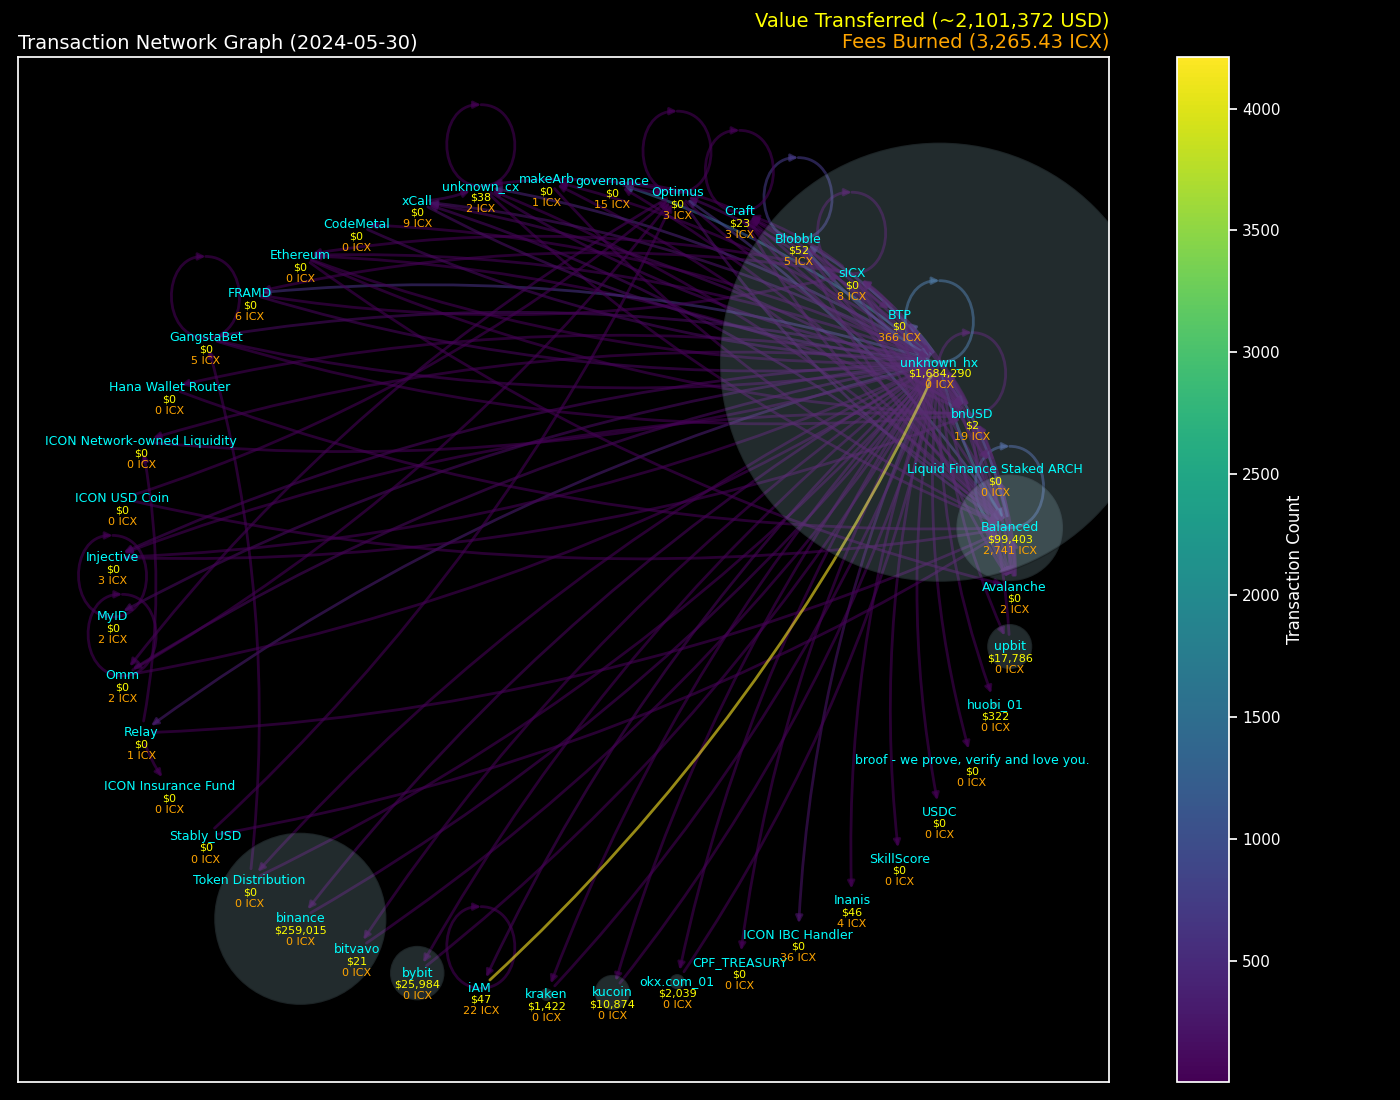 Value Transferred (~2,101,372 USD)
Transaction Network Graph (2024-05-30)
Fees Burned (3,265.43 ICX)
unknown_cx
$38
2 ICX
makeArb
$0
1 ICX
governance
$0
15 ICX
Optimus
$0
3 ICX
xCall
$0
9 ICX
Craft
$23
3 ICX
CodeMetal
$0
0 ICX
Blobble
$52
5 ICX
Ethereum
$0
0 ICX
sICX
$0
8 ICX
FRAMD
$0
6 ICX
BTP
$0
366 ICX
GangstaBet
$0
5 ICX
unknown_hx
$1,684,290
0 ICX
Hana Wallet Router
$0
0 ICX
bnUSD
$2
19 ICX
ICON Network-owned Liquidity
$0
0 ICX
Liquid Finance Staked ARCH
$0
0 ICX
ICON USD Coin
$0
0 ICX
Balanced
$99,403
2,741 ICX
Injective
$0
3 ICX
Avalanche
$0
2 ICX
MyID
$0
2 ICX
upbit
$17,786
0 ICX
Omm
$0
2 ICX
huobi_01
$322
0 ICX
Relay
$0
1 ICX
broof - we prove, verify and love you.
$0
0 ICX
ICON Insurance Fund
$0
0 ICX
USDC
$0
0 ICX
Stably_USD
$0
0 ICX
SkillScore
$0
0 ICX
Token Distribution
$0
0 ICX
Inanis
$46
4 ICX
binance
$259,015
0 ICX
ICON IBC Handler
$0
36 ICX
bitvavo
$21
0 ICX
CPF_TREASURY
$0
0 ICX
bybit
$25,984
0 ICX
iAM
$47
22 ICX
kraken
$1,422
0 ICX
kucoin
$10,874
0 ICX
okx.com_01
$2,039
0 ICX
4000
3500
3000
2500
2000
1500
1000
500
Transaction Count